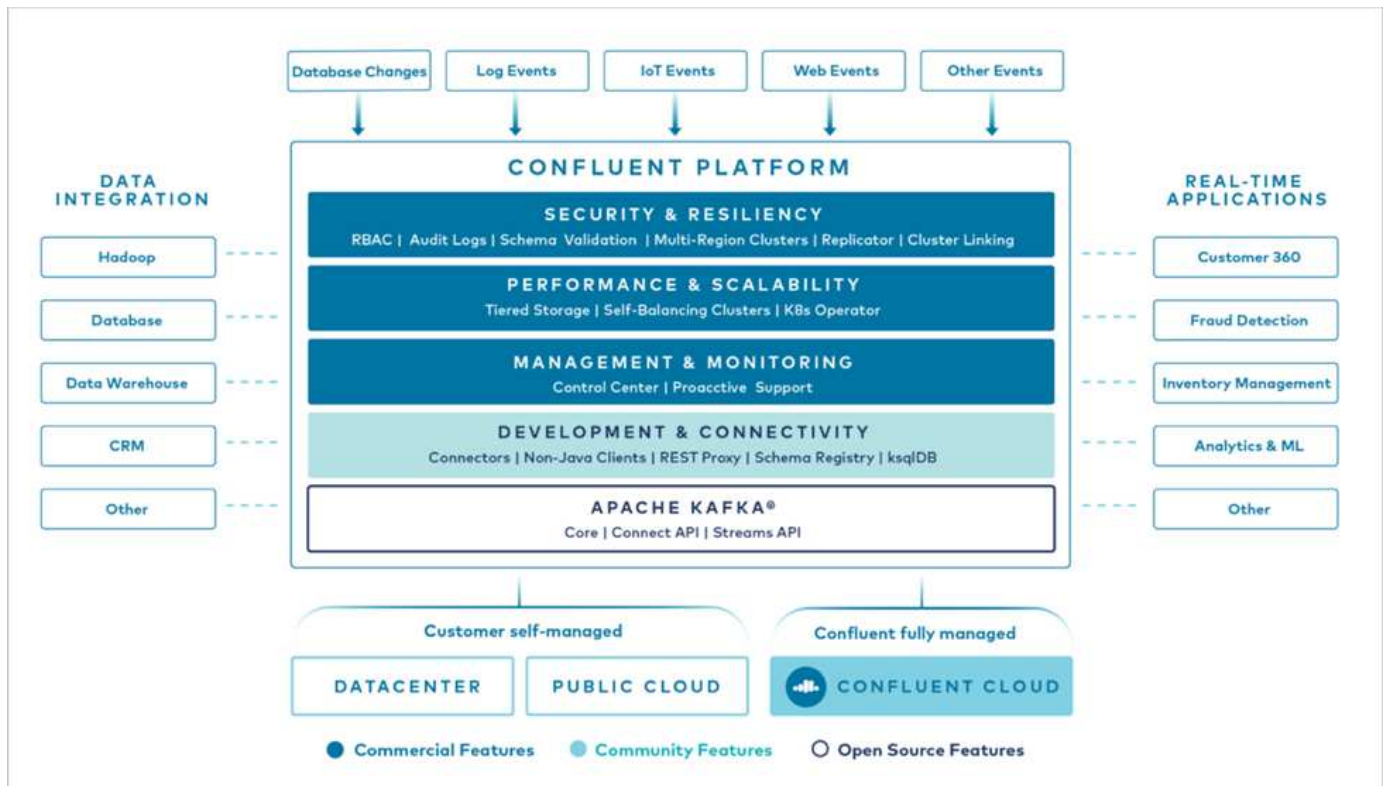 Database Changes
Log Events
IoT Events
Web Events
Other Events
DATA
INTEGRATION
Hadoop
Database
Data Warehouse
CRM
Other
CONFLUENT PLATFORM
SECURITY & RESILIENCY
RBAC | Audit Logs | Schema Validation | Multi-Region Clusters | Replicator | Cluster Linking
PERFORMANCE & SCALABILITY
Tiered Storage | Self-Balancing Clusters | K8s Operator
MANAGEMENT & MONITORING
Control Center | Proacctive Support
DEVELOPMENT & CONNECTIVITY
Connectors | Non-Java Clients | REST Proxy | Schema Registry | ksqlDB
APACHE KAFKA®
Core | Connect API | Streams API
REAL-TIME
APPLICATIONS
Customer 360
Fraud Detection
Inventory Management
Analytics & ML
Other
Customer self-managed
Confluent fully managed
DATACENTER
PUBLIC CLOUD
CONFLUENT CLOUD
Commercial Features
Community Features
Open Source Features